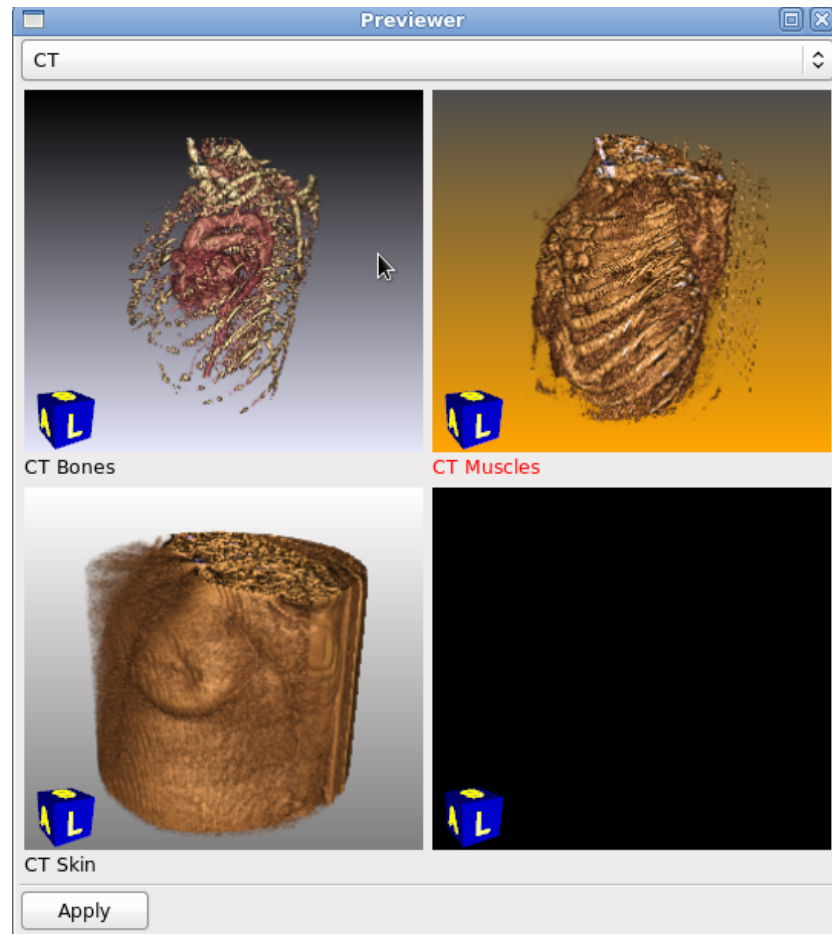 Previewer
CT
A L
A L
CT Bones
CT Muscles
A L
A L
CT Skin
Apply